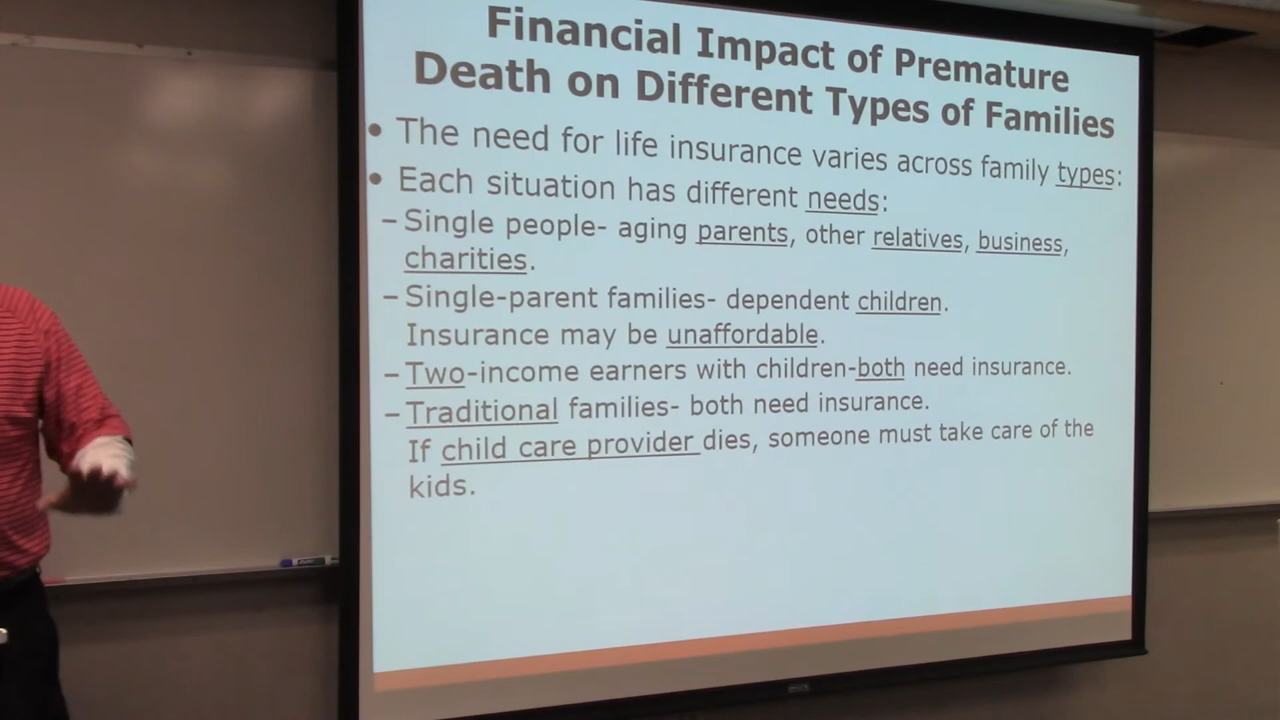 Financial Impact of Premature
Death on Different Types of Families
• The need for life insurance varies across family types:
• Each situation has different needs:
– Single people- aging parents, other relatives, business,
charities.
– Single-parent families- dependent children.
Insurance may be unaffordable.
– Two-income earners with children-both need insurance.
– Traditional families- both need insurance.
If child care provider dies, someone must take care of the
kids.